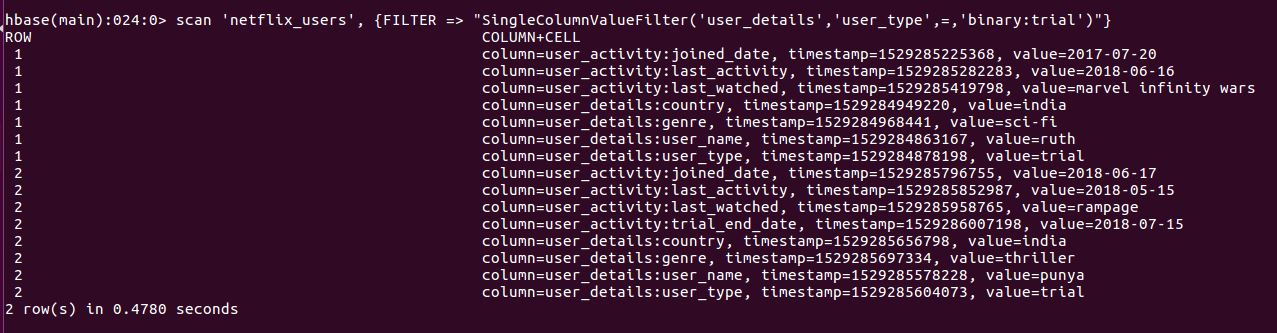 hbase(main):024:0> scan 'netflix_users', {FILTER => "SingleColumnValueFilter('user_details','user_type',=,'binary:trial')"}
ROW COLUMN+CELL
1 column=user_activity:joined_date, timestamp=1529285225368, value=2017-07-20
1 column=user_activity:last_activity, timestamp=1529285282283, value=2018-06-16
1 column=user_activity:last_watched, timestamp=1529285419798, value=marvel infinity wars
1 column=user_details:country, timestamp=1529284949220, value=india
1 column=user_details:genre, timestamp=1529284968441, value=sci-fi
1 column=user_details:user_name, timestamp=1529284863167, value=ruth
1 column=user_details:user_type, timestamp=1529284878198, value=trial
2 column=user_activity:joined_date, timestamp=1529285796755, value=2018-06-17
2 column=user_activity:last_activity, timestamp=1529285852987, value=2018-05-15
2 column=user_activity:last_watched, timestamp=1529285958765, value=rampage
2 column=user_activity:trial_end_date, timestamp=1529286007198, value=2018-07-15
2 column=user_details:country, timestamp=1529285656798, value=india
2 column=user_details:genre, timestamp=1529285697334, value=thriller
2 column=user_details:user_name, timestamp=1529285578228, value=punya
2 column=user_details:user_type, timestamp=1529285604073, value=trial
2 row(s) in 0.4780 seconds